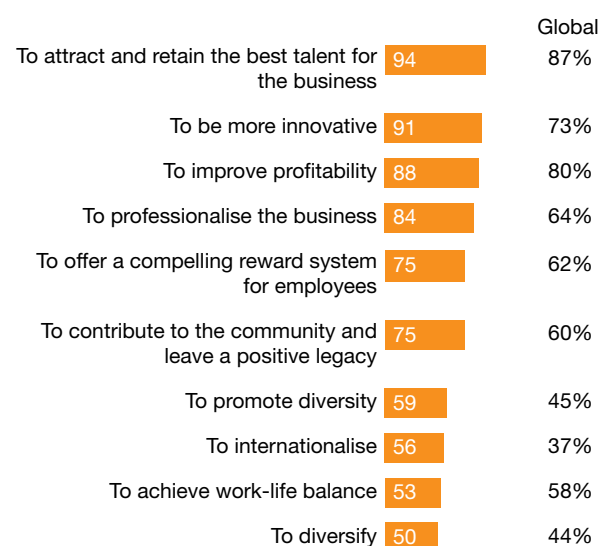 Global
To attract and retain the best talent for 94 87%
the business
To be more innovative 91 73%
To improve profitability 88 80%
To professionalise the business 84 64%
To offer a compelling reward system 75 62%
for employees
To contribute to the community and 75 60%
leave a positive legacy
To promote diversity 59 45%
To internationalise 56 37%
To achieve work-life balance 53 58%
To diversify 50 44%